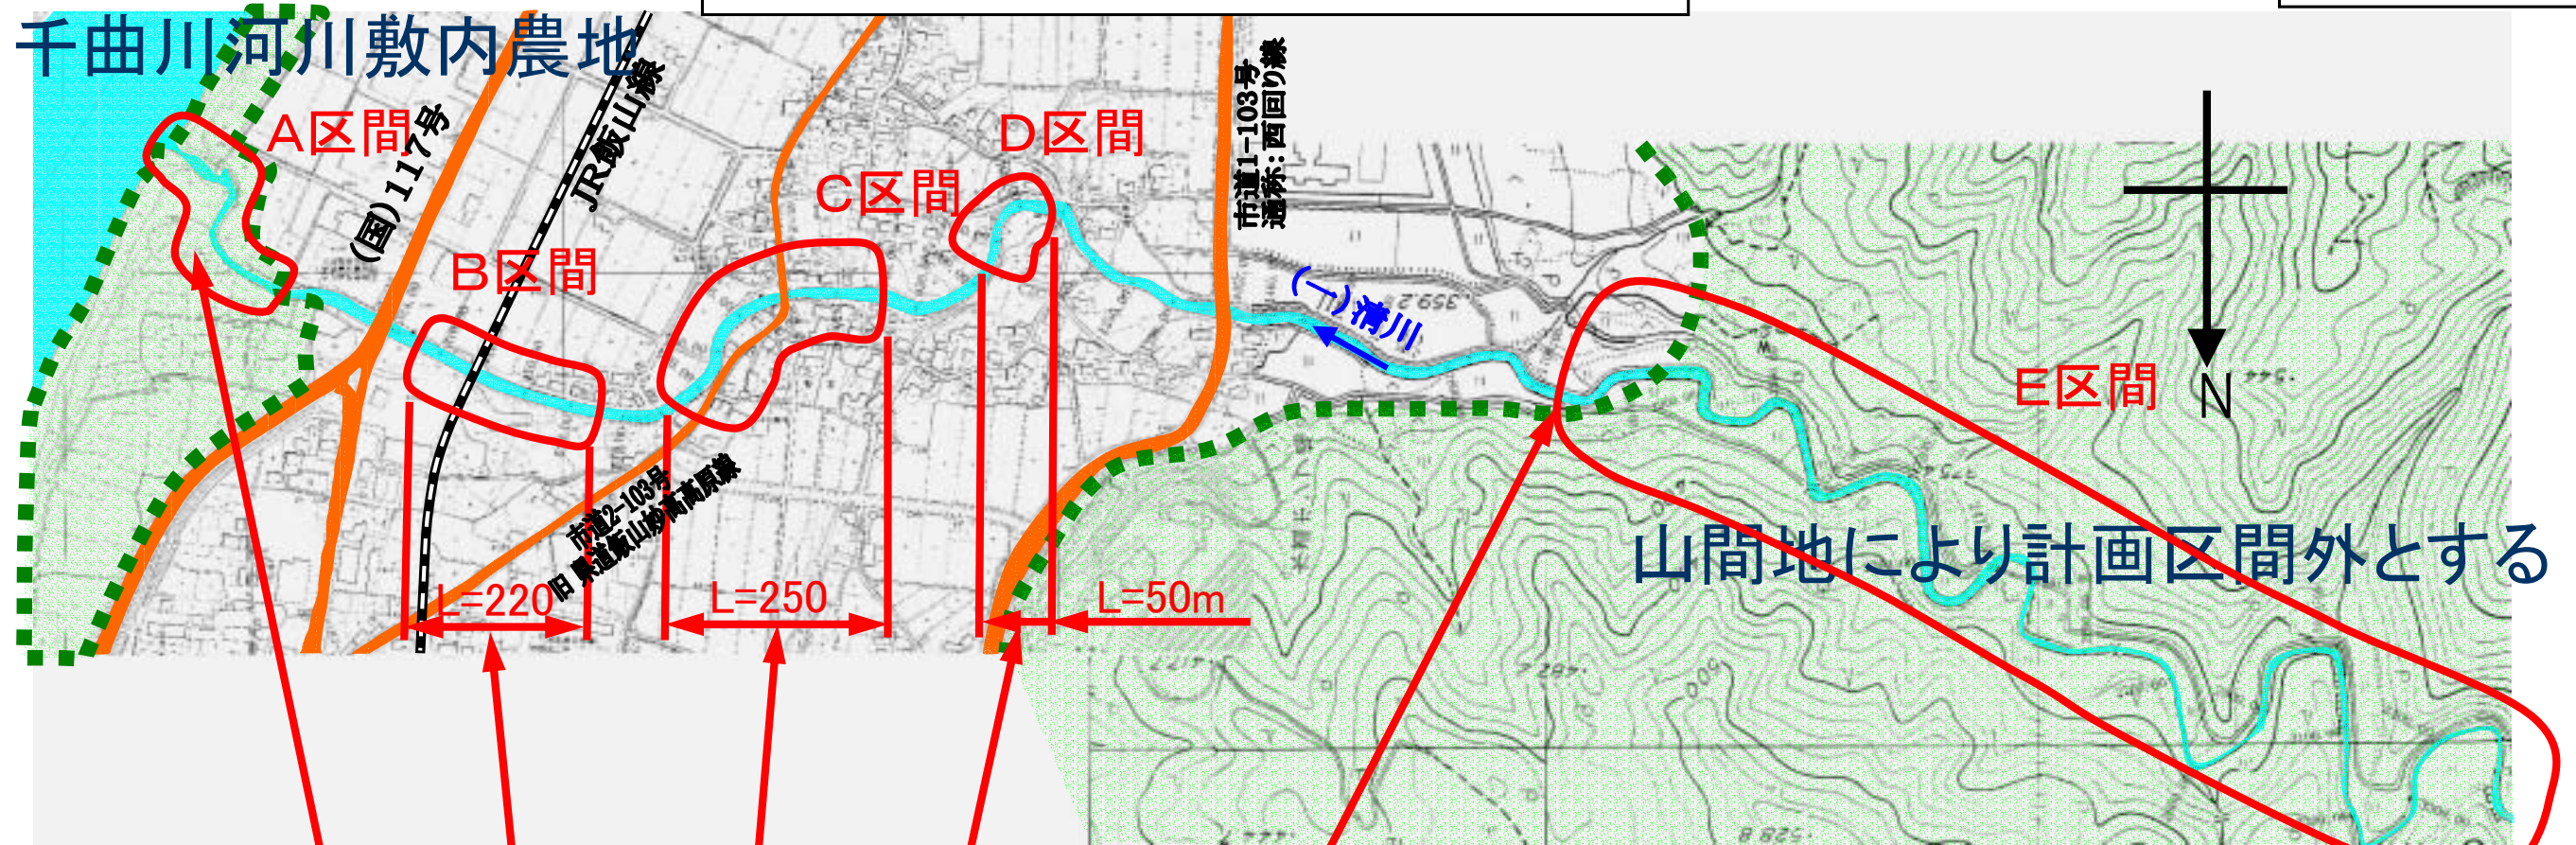 千曲川河川敷内農地
A区間
(国)117号
JR飯山線
B区間
C区間
D区間
市道1-103号
通称:西回り線
(一)清川
359.2
E区間
N
544
山間地により計画区間外とする
市道2-103号
旧 県道飯山妙高高原線
L=220
L=250
L=50m
500
528.8